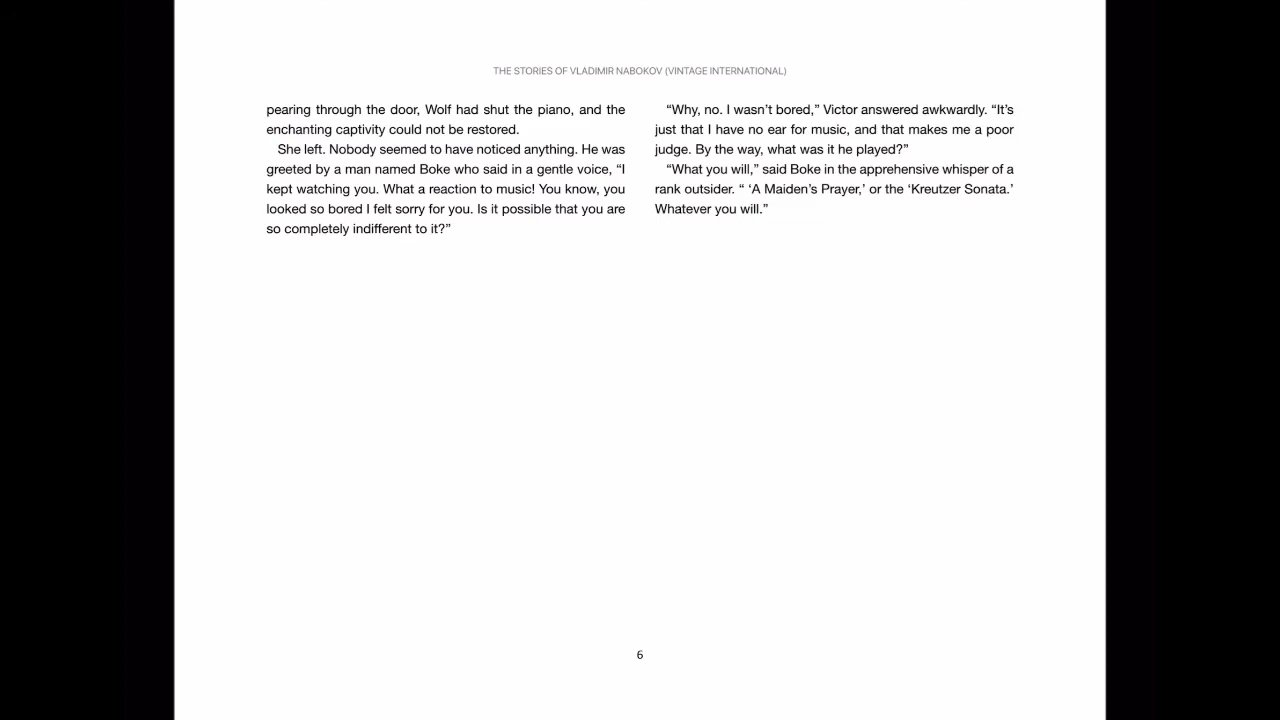 THE STORIES OF VLADIMIR NABOKOV (VINTAGE INTERNATIONAL)
pearing through the door, Wolf had shut the piano, and the
enchanting captivity could not be restored.
She left. Nobody seemed to have noticed anything. He was
greeted by a man named Boke who said in a gentle voice, “I
kept watching you. What a reaction to music! You know, you
looked so bored I felt sorry for you. Is it possible that you are
so completely indifferent to it?”
“Why, no. I wasn’t bored,” Victor answered awkwardly. “It’s
just that I have no ear for music, and that makes me a poor
judge. By the way, what was it he played?”
“What you will,” said Boke in the apprehensive whisper of a
rank outsider. “ ‘A Maiden’s Prayer,’ or the ‘Kreutzer Sonata.’
Whatever you will.”
6